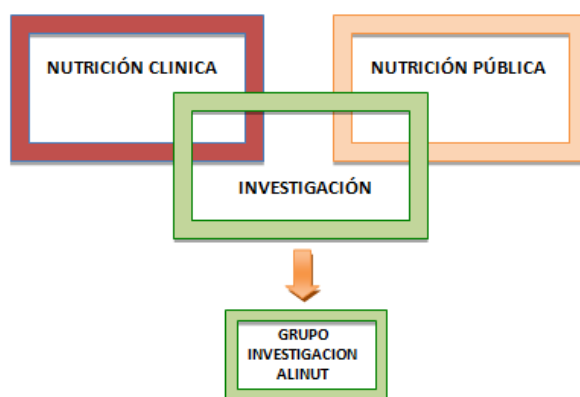 NUTRICIÓN CLINICA
NUTRICIÓN PÚBLICA
INVESTIGACIÓN
GRUPO
INVESTIGACION
ALINUT